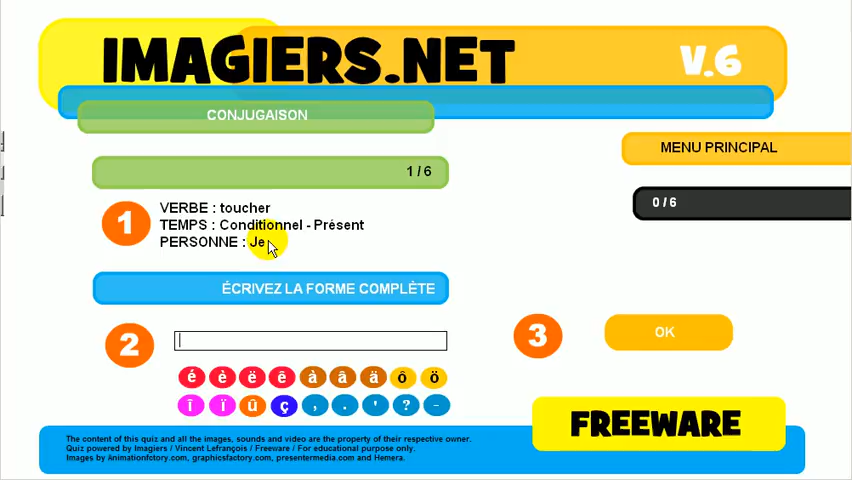 IMAGIERS.NET
V.6
CONJUGAISON
MENU PRINCIPAL
1 / 6
0 / 6
1
VERBE : toucher
TEMPS : Conditionnel - Présent
PERSONNE : Je
ÉCRIVEZ LA FORME COMPLÈTE
2
3
OK
é è ë ê à â ä ô ö
î ï û ç , . ' ? -
FREEWARE
The content of this quiz and all the images, sounds and video are the property of their respective owner.
Quiz powered by Imagiers / Vincent Lefrançois / Freeware / For educational purpose only.
Images by Animationfctory.com, graphicsfactory.com, presentermedia.com and Hemera.